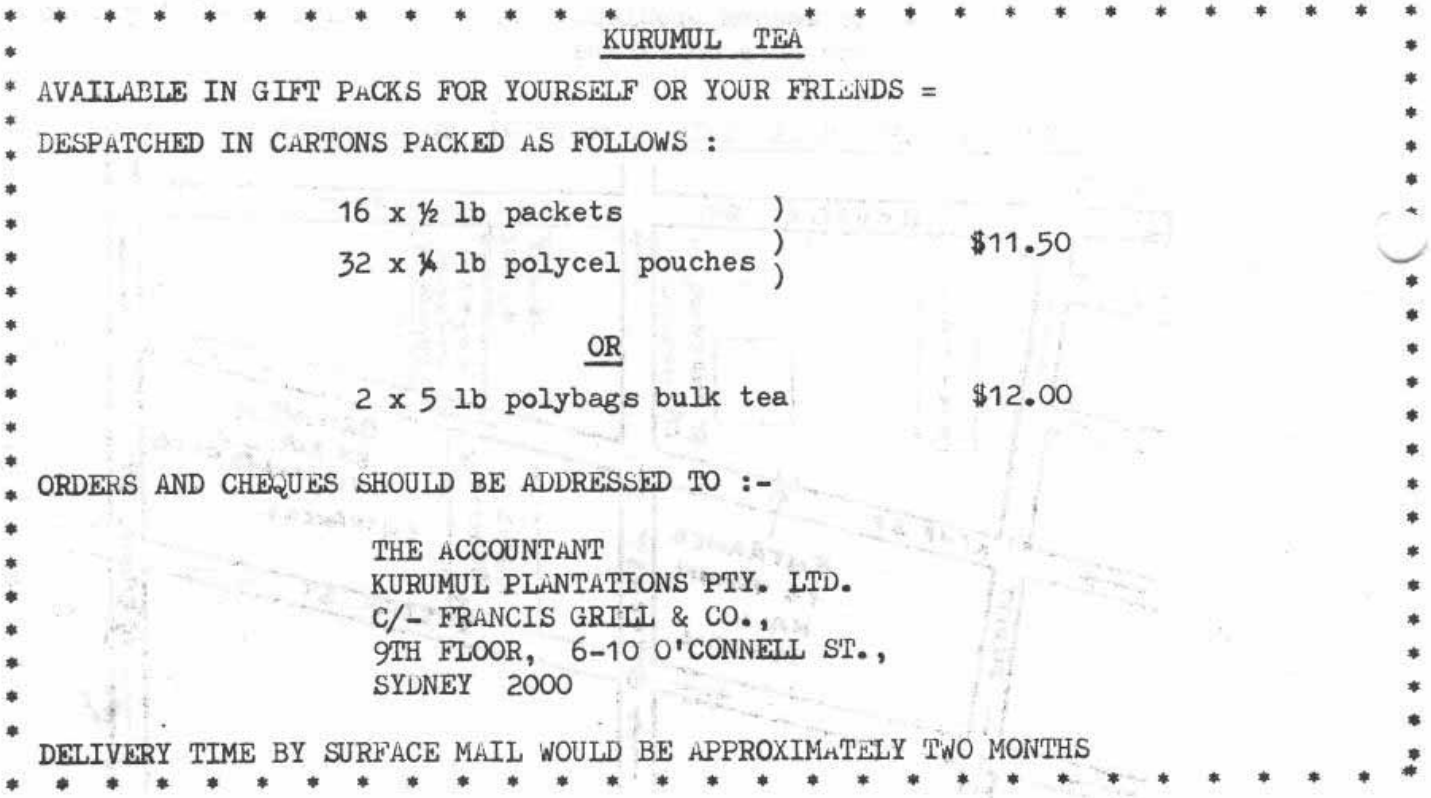 KURUMUL TEA
AVAILABLE IN GIFT PACKS FOR YOURSELF OR YOUR FRIENDS =
DESPATCHED IN CARTONS PACKED AS FOLLOWS :
16 x ½ lb packets )
) $11.50
32 x ¼ lb polycel pouches )
OR
2 x 5 lb polybags bulk tea $12.00
ORDERS AND CHEQUES SHOULD BE ADDRESSED TO :-
THE ACCOUNTANT
KURUMUL PLANTATIONS PTY. LTD.
C/- FRANCIS GRILL & CO.,
9TH FLOOR, 6-10 O'CONNELL ST.,
SYDNEY 2000
DELIVERY TIME BY SURFACE MAIL WOULD BE APPROXIMATELY TWO MONTHS